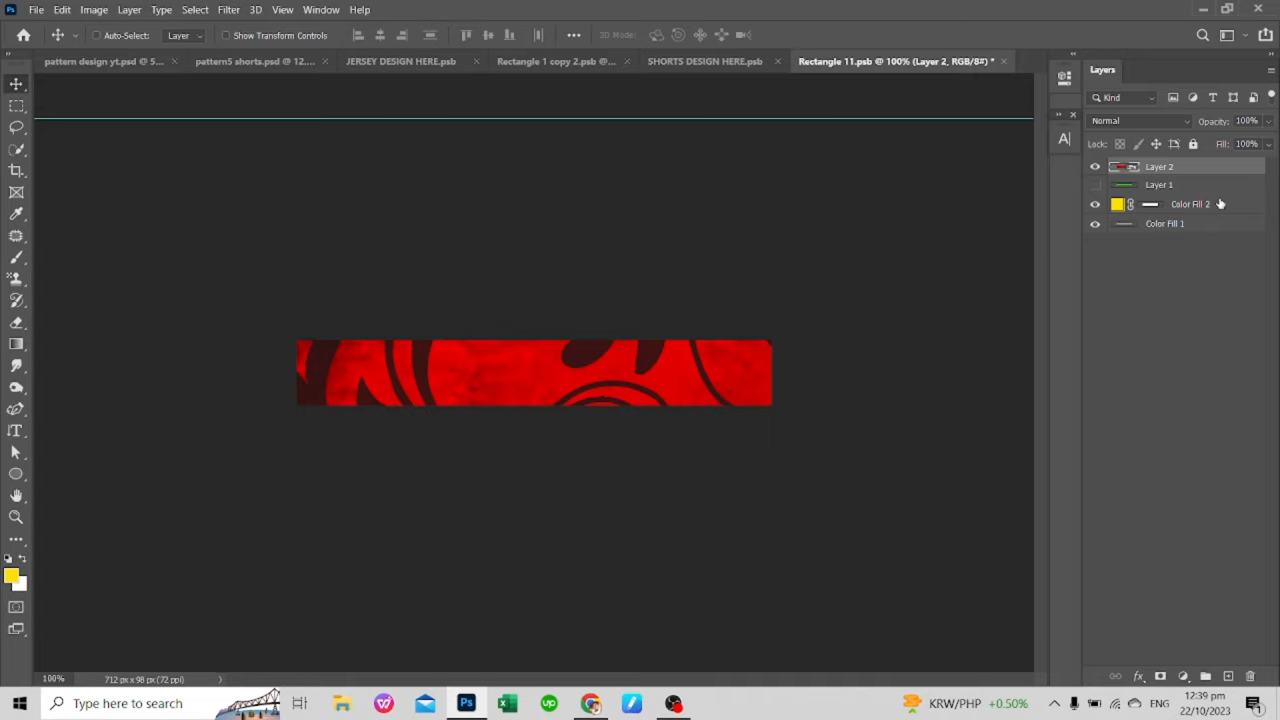 Ps File Edit Image Layer Type Select Filter 3D View Window Help
Auto-Select: Layer Show Transform Controls 3D Mode:
pattern design yt.psd @ 5... pattern5 shorts.psd @ 12.... JERSEY DESIGN HERE.psb Rectangle 1 copy 2.psb @... SHORTS DESIGN HERE.psb Rectangle 11.psb @ 100% (Layer 2, RGB/8#) *
Layers
Kind
Normal Opacity: 100%
Lock: Fill: 100%
Layer 2
Layer 1
Color Fill 2
Color Fill 1
100% 712 px x 98 px (72 ppi)
Type here to search
KRW/PHP +0.50%
ENG
12:39 pm
22/10/2023